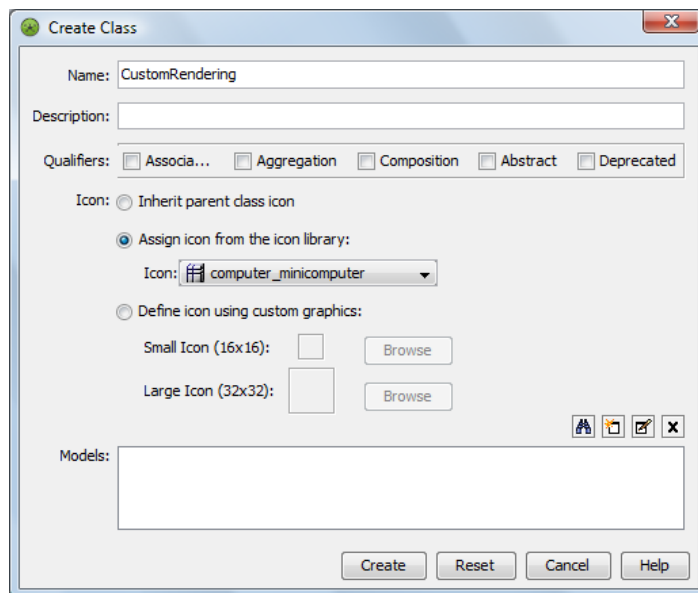 Create Class
Name: CustomRendering
Description:
Qualifiers: Associa... Aggregation Composition Abstract Deprecated
Icon: Inherit parent class icon
Assign icon from the icon library:
Icon: computer_minicomputer
Define icon using custom graphics:
Small Icon (16x16): Browse
Large Icon (32x32): Browse
Models:
Create Reset Cancel Help